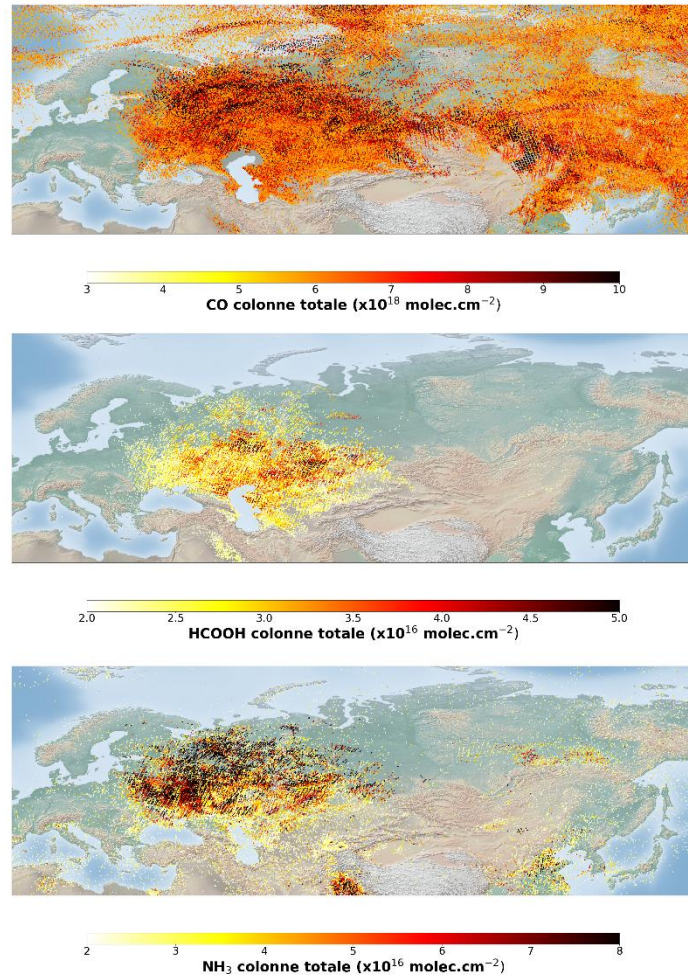 3 4 5 6 7 8 9 10
CO colonne totale (x10¹⁸ molec.cm⁻²)
2.0 2.5 3.0 3.5 4.0 4.5 5.0
HCOOH colonne totale (x10¹⁶ molec.cm⁻²)
2 3 4 5 6 7 8
NH₃ colonne totale (x10¹⁶ molec.cm⁻²)